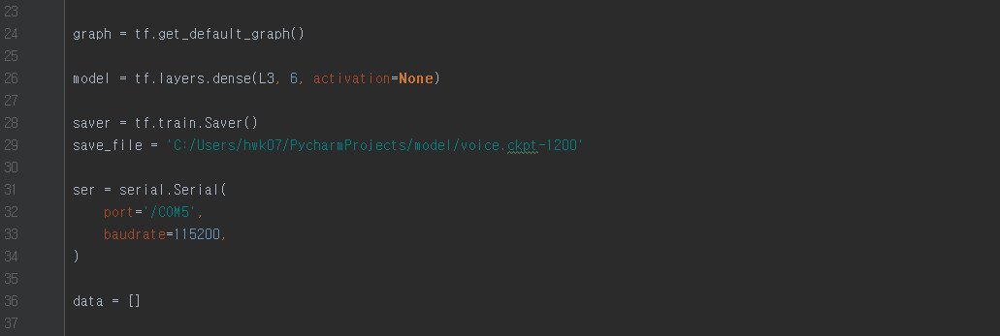 23
24 graph = tf.get_default_graph()
25
26 model = tf.layers.dense(L3, 6, activation=None)
27
28 saver = tf.train.Saver()
29 save_file = 'C:/Users/hwk07/PycharmProjects/model/voice.ckpt-1200'
30
31 ser = serial.Serial(
32     port='/COM5',
33     baudrate=115200,
34 )
35
36 data = []
37